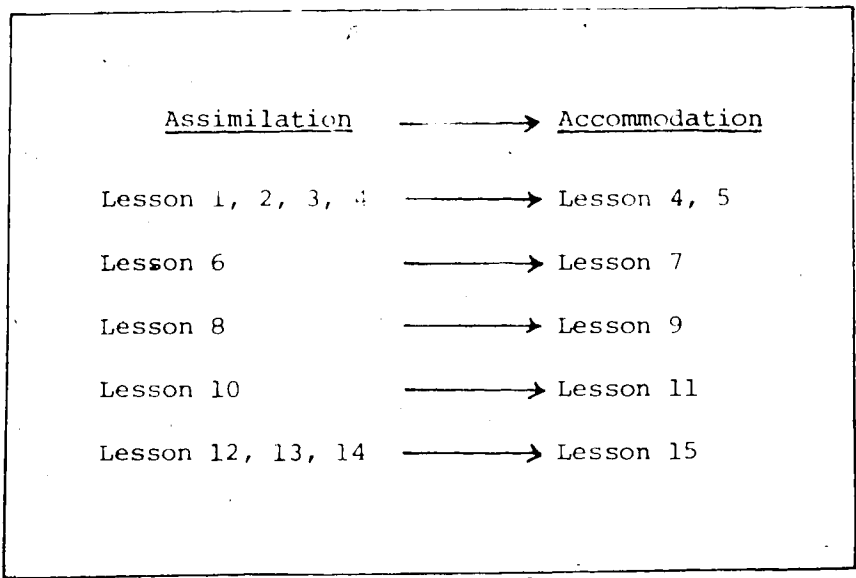 Assimilation ⟶ Accommodation
Lesson 1, 2, 3, 4 ⟶ Lesson 4, 5
Lesson 6 ⟶ Lesson 7
Lesson 8 ⟶ Lesson 9
Lesson 10 ⟶ Lesson 11
Lesson 12, 13, 14 ⟶ Lesson 15